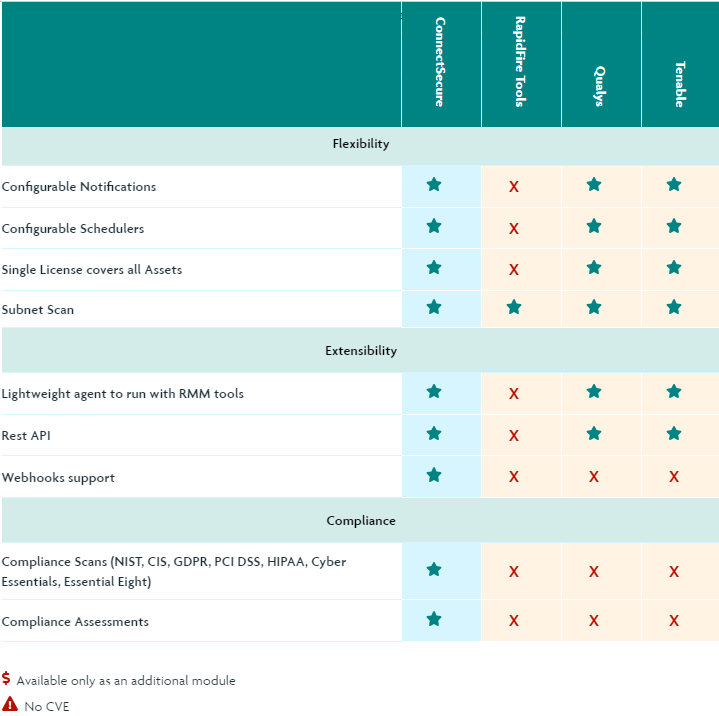 ConnectSecure
RapidFire Tools
Qualys
Tenable
Flexibility
Configurable Notifications
X
Configurable Schedulers
X
Single License covers all Assets
X
Subnet Scan
Extensibility
Lightweight agent to run with RMM tools
X
Rest API
X
Webhooks support
X X X
Compliance
Compliance Scans (NIST, CIS, GDPR, PCI DSS, HIPAA, Cyber
Essentials, Essential Eight)
X X X
Compliance Assessments
X X X
$ Available only as an additional module
No CVE